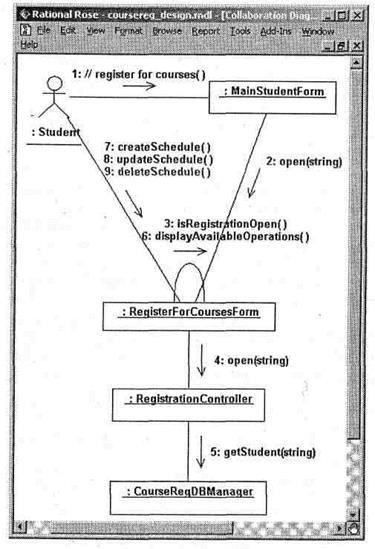 Rational Rose - coursereg_design.mdl - [Collaboration Diag...
File Edit View Format Browse Report Tools Add-Ins Window
Help
1: // register for courses( )
: MainStudentForm
: Student
7: createSchedule( )
8: updateSchedule( )
9: deleteSchedule( )
2: open(string)
3: isRegistrationOpen( )
6: displayAvailableOperations( )
: RegisterForCoursesForm
4: open(string)
: RegistrationController
5: getStudent(string)
: CourseRegDBManager